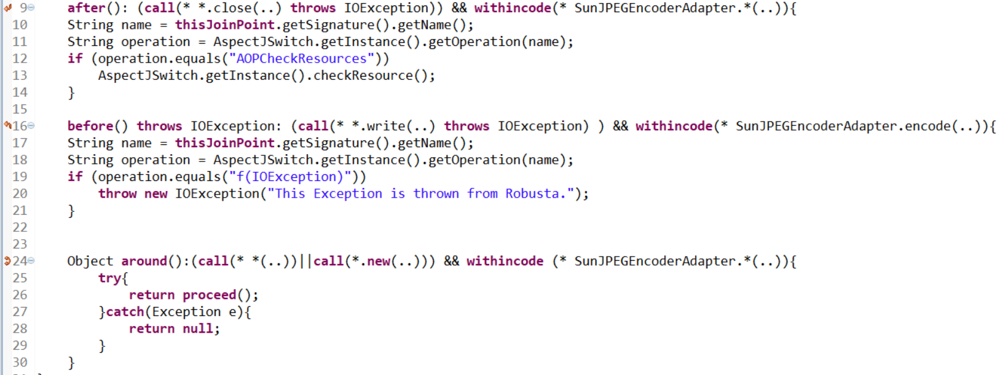 9 after(): (call(* *.close(..) throws IOException)) && withincode(* SunJPEGEncoderAdapter.*(..)){
10 String name = thisJoinPoint.getSignature().getName();
11 String operation = AspectJSwitch.getInstance().getOperation(name);
12 if (operation.equals("AOPCheckResources"))
13 AspectJSwitch.getInstance().checkResource();
14 }
15
16 before() throws IOException: (call(* *.write(..) throws IOException) ) && withincode(* SunJPEGEncoderAdapter.encode(..)){
17 String name = thisJoinPoint.getSignature().getName();
18 String operation = AspectJSwitch.getInstance().getOperation(name);
19 if (operation.equals("f(IOException)"))
20 throw new IOException("This Exception is thrown from Robusta.");
21 }
22
23
24 Object around():(call(* *(..))||call(*.new(..))) && withincode (* SunJPEGEncoderAdapter.*(..)){
25 try{
26 return proceed();
27 }catch(Exception e){
28 return null;
29 }
30 }